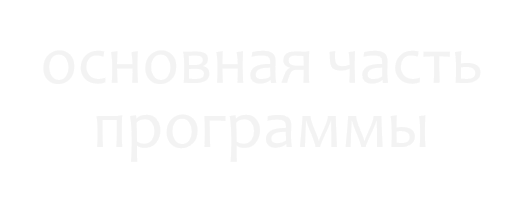 основная часть
программы